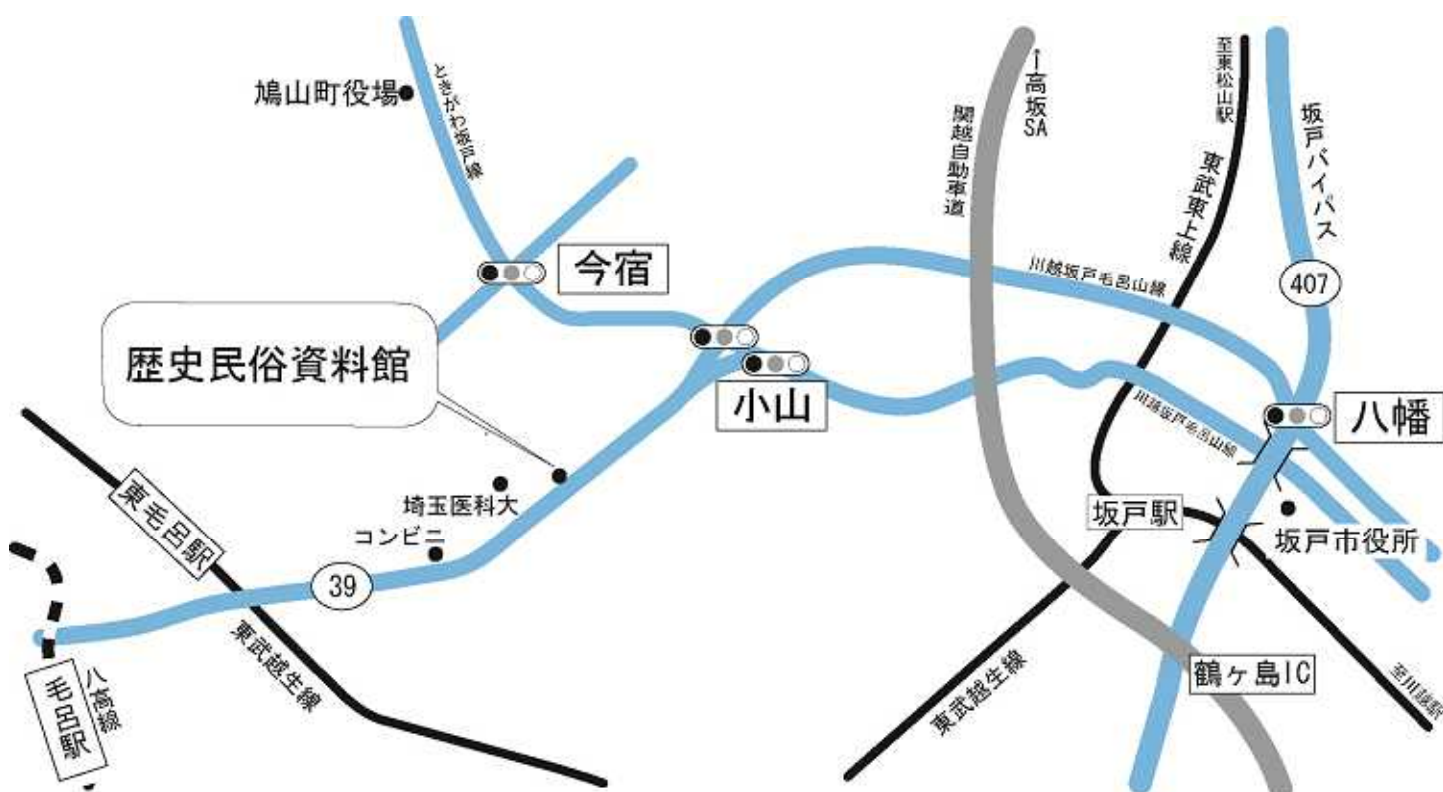 鳩山町役場
ときがわ坂戸線
今宿
歴史民俗資料館
小山
埼玉医科大
コンビニ
東毛呂駅
39
東武越生線
八高線
毛呂駅
関越自動車道
↑高坂SA
至東松山駅
東武東上線
坂戸バイパス
407
川越坂戸毛呂山線
川越坂戸毛呂山線
八幡
坂戸駅
坂戸市役所
鶴ヶ島IC
東武越生線
至川越駅